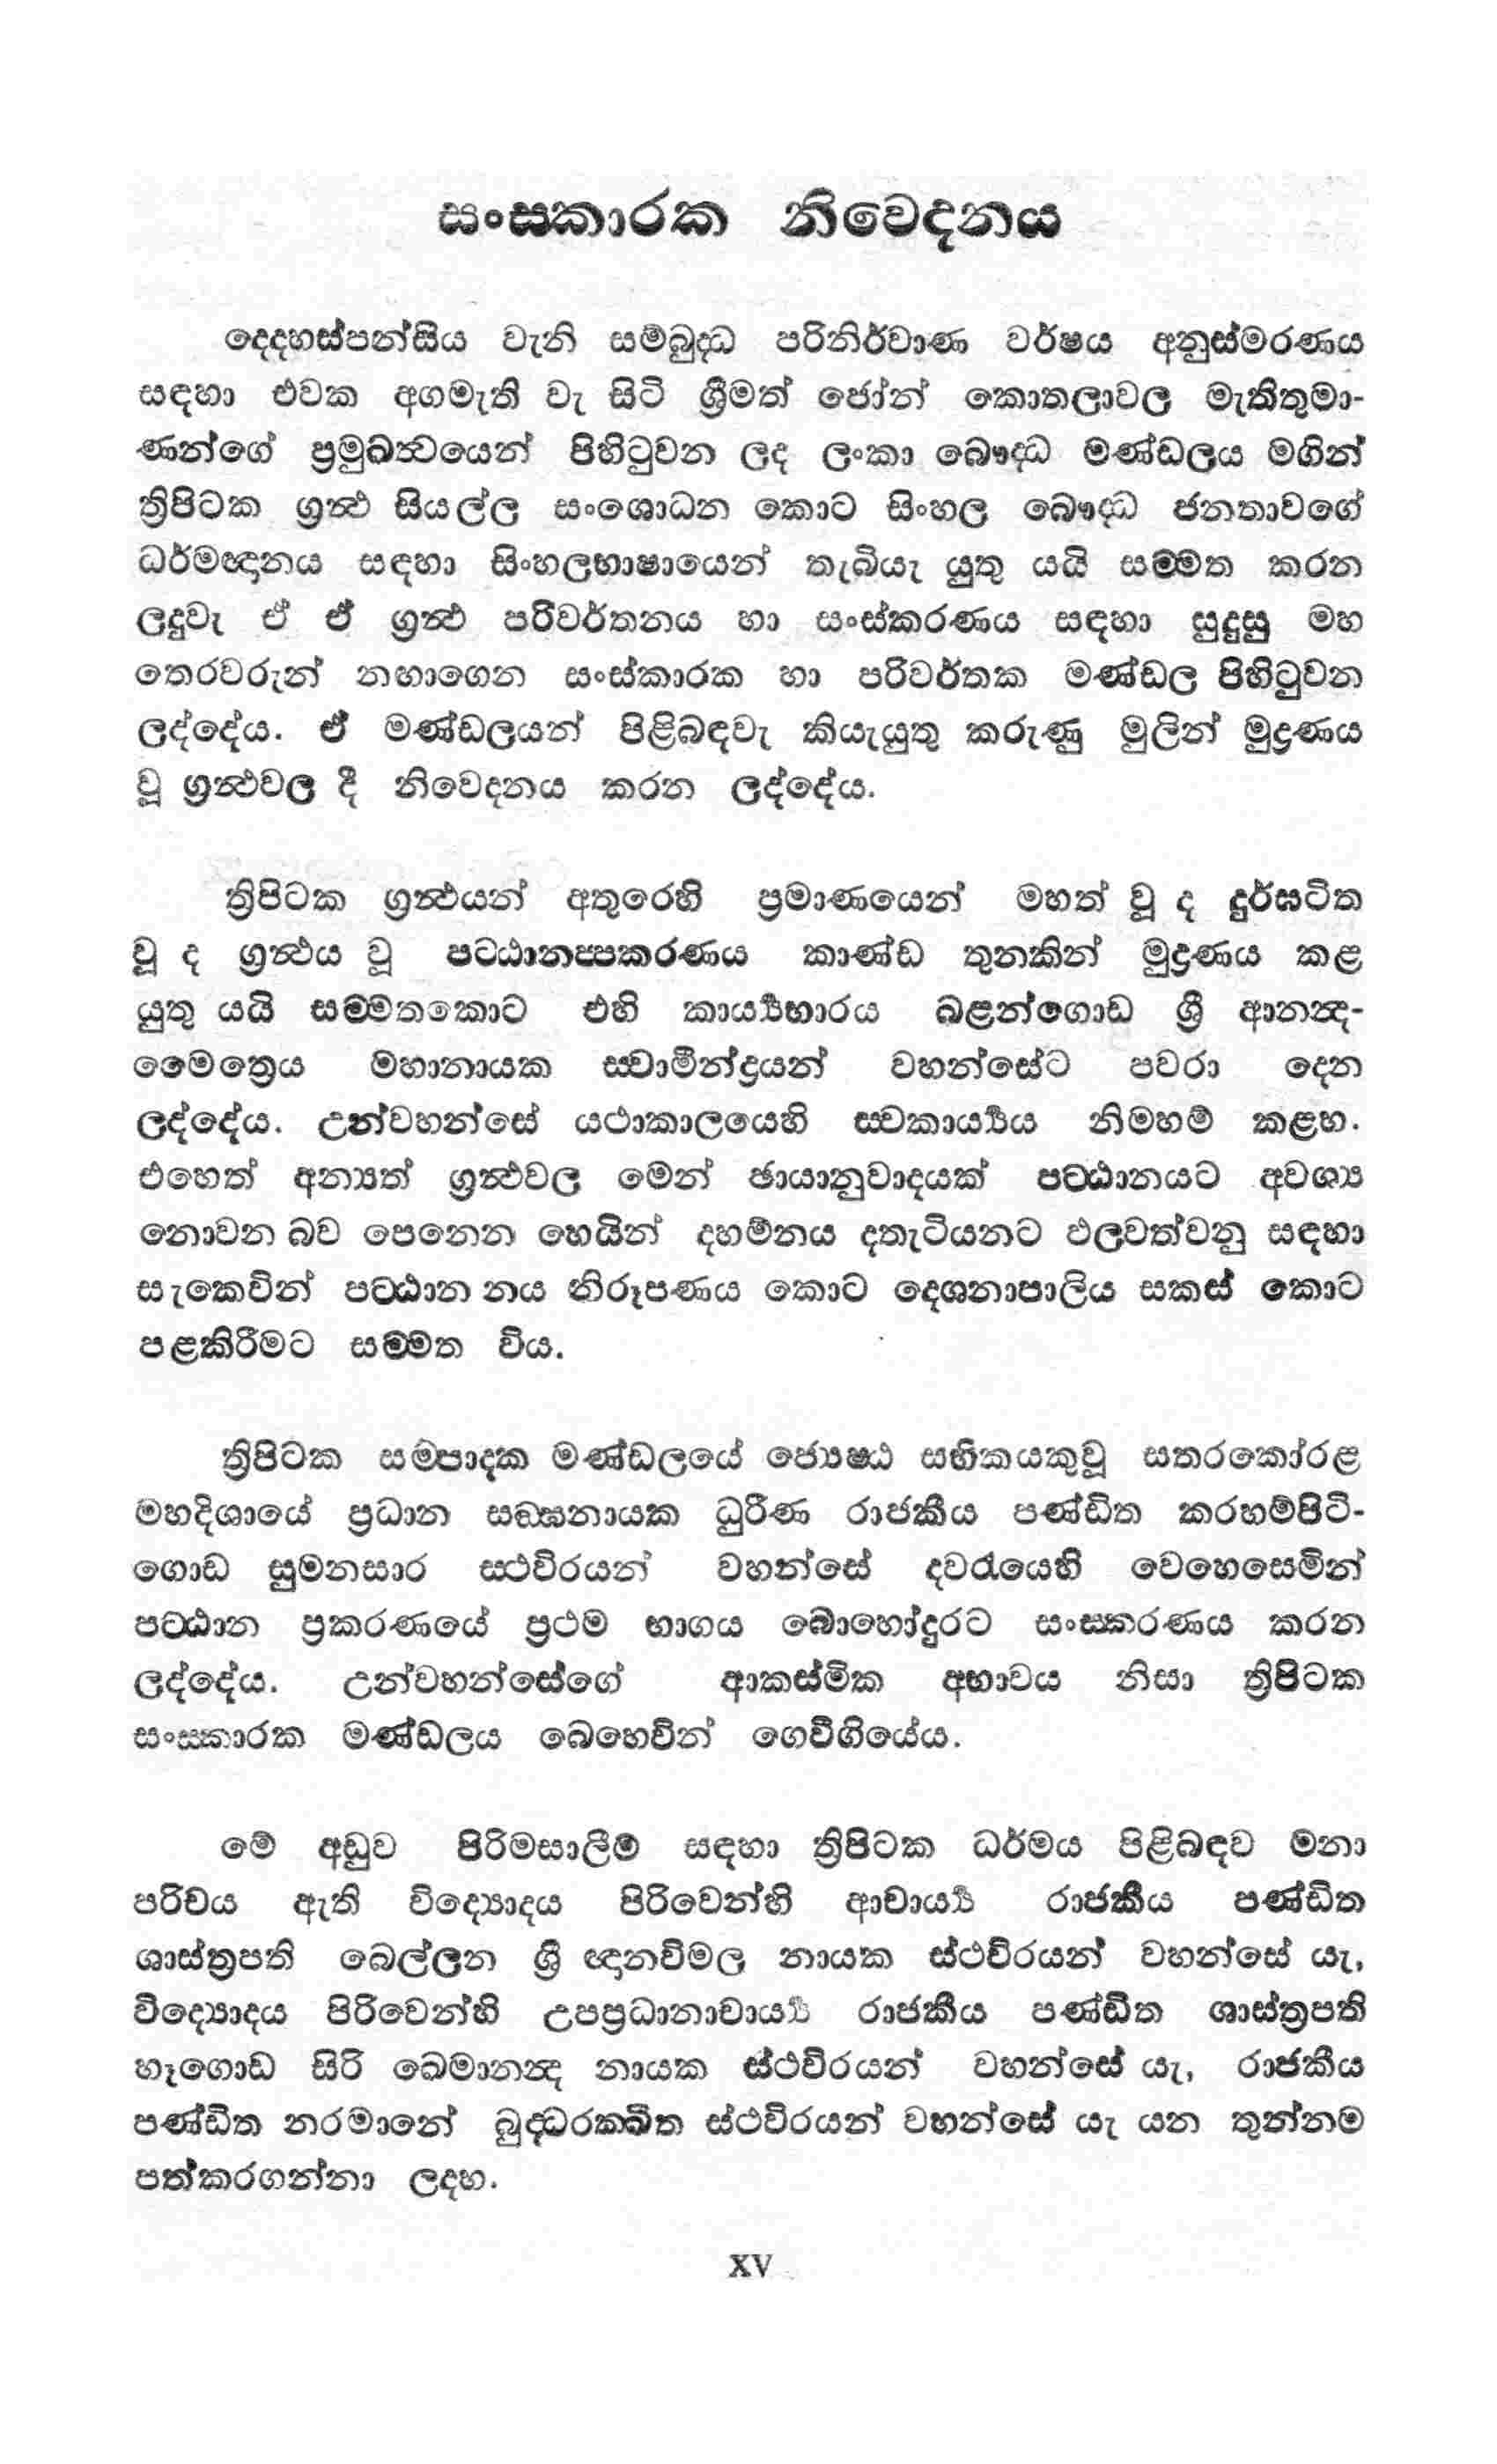 සංස්කාරක නිවෙදනය
දෙදහස්පන්සිය වැනි සම්බුද්ධ පරිනිර්වාණ වර්ෂය අනුස්මරණය
සඳහා එවක අගමැති වැ සිටි ශ්‍රීමත් ජෝන් කොතලාවල මැතිතුමා-
ණන්ගේ ප්‍රමුඛත්‍වයෙන් පිහිටුවන ලද ලංකා බෞද්ධ මණ්ඩලය මගින්
ත්‍රිපිටක ග්‍රන්‍ථ සියල්ල සංශොධන කොට සිංහල බෞද්ධ ජනතාවගේ
ධර්මඥානය සඳහා සිංහලභාෂායෙන් තැබියැ යුතු යයි සම්මත කරන
ලදුවැ ඒ ඒ ග්‍රන්‍ථ පරිවර්තනය හා සංස්කරණය සඳහා සුදුසු මහ
තෙරවරුන් නඟාගෙන සංස්කාරක හා පරිවර්තක මණ්ඩල පිහිටුවන
ලද්දේය. ඒ මණ්ඩලයන් පිළිබඳවැ කියැයුතු කරුණු මුලින් මුද්‍රණය
වූ ග්‍රන්‍ථවල දී නිවෙදනය කරන ලද්දේය.
ත්‍රිපිටක ග්‍රන්‍ථයන් අතුරෙහි ප්‍රමාණයෙන් මහත් වූ ද දුර්ඝටිත
වූ ද ග්‍රන්‍ථය වූ පට්ඨානප්පකරණය කාණ්ඩ තුනකින් මුද්‍රණය කළ
යුතු යයි සම්මතකොට එහි කාර්‍ය්‍යභාරය බළන්ගොඩ ශ්‍රී ආනන්‍ද-
මෛත්‍රෙය මහානායක ස්වාමීන්ද්‍රයන් වහන්සේට පවරා දෙන
ලද්දේය. උන්වහන්සේ යථාකාලයෙහි ස්වකාර්‍ය්‍යය නිමහම් කළහ.
එහෙත් අන්‍යත් ග්‍රන්‍ථවල මෙන් ඡායානුවාදයක් පට්ඨානයට අවශ්‍ය
නොවන බව පෙනෙන හෙයින් දහම්නය දතැටියනට ඵලවත්වනු සඳහා
සැකෙවින් පට්ඨාන නය නිරූපණය කොට දෙශනාපාලිය සකස් කොට
පළකිරීමට සම්මත විය.
ත්‍රිපිටක සම්පාදක මණ්ඩලයේ ජ්‍යෙෂ්ඨ සභිකයකුවූ සතරකෝරළ
මහදිශායේ ප්‍රධාන සඞ්ඝනායක ධුරීණ රාජකීය පණ්ඩිත කරහම්පිටි-
ගොඩ සුමනසාර ස්ථවිරයන් වහන්සේ දවරැයෙහි වෙහෙසෙමින්
පට්ඨාන ප්‍රකරණයේ ප්‍රථම භාගය බොහෝදුරට සංස්කරණය කරන
ලද්දේය. උන්වහන්සේගේ ආකස්මික අභාවය නිසා ත්‍රිපිටක
සංස්කාරක මණ්ඩලය බෙහෙවින් ගෙවීගියේය.
මේ අඩුව පිරිමසාලීම සඳහා ත්‍රිපිටක ධර්මය පිළිබඳව මනා
පරිචය ඇති විද්‍යොදය පිරිවෙන්හි ආචාර්‍ය්‍ය රාජකීය පණ්ඩිත
ශාස්ත්‍රපති බෙල්ලන ශ්‍රී ඥානවිමල නායක ස්ථවිරයන් වහන්සේ යැ,
විද්‍යොදය පිරිවෙන්හි උපප්‍රධානාචාර්‍ය්‍ය රාජකීය පණ්ඩිත ශාස්ත්‍රපති
හෑගොඩ සිරි ඛෙමානන්‍ද නායක ස්ථවිරයන් වහන්සේ යැ, රාජකීය
පණ්ඩිත නරමානේ බුද්ධරක්ඛිත ස්ථවිරයන් වහන්සේ යැ යන තුන්නම
පත්කරගන්නා ලදහ.
XV